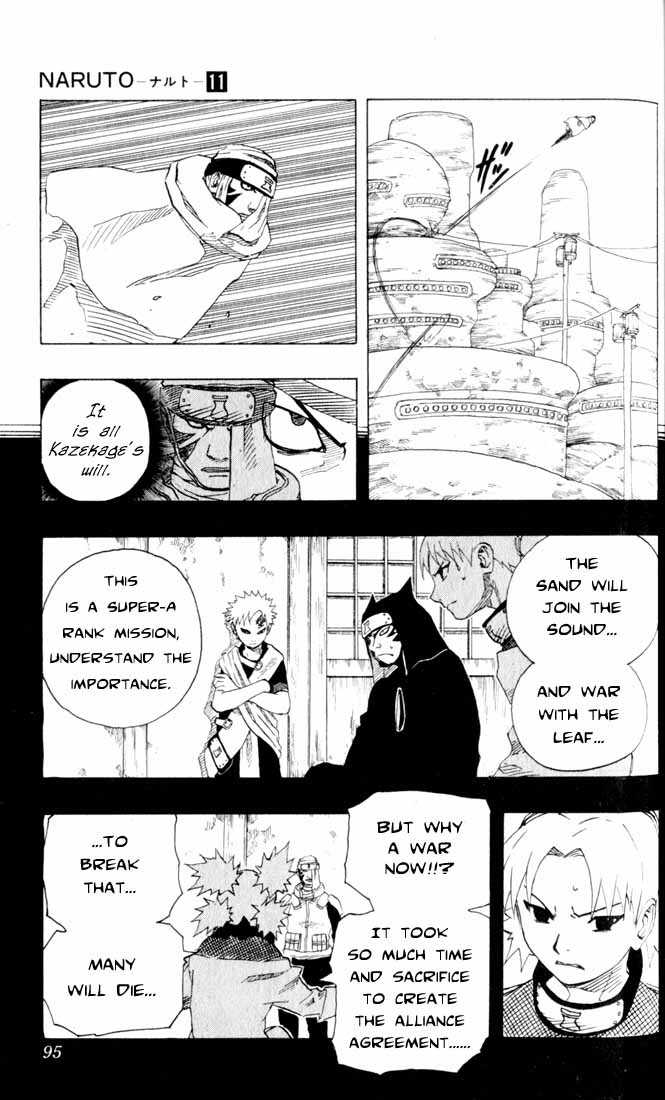 NARUTO—ナルト—11
ザッ
It
is all
Kazekage's
will.
THE
SAND WILL
JOIN THE
SOUND...
AND WAR
WITH THE
LEAF...
THIS
IS A SUPER-A
RANK MISSION,
UNDERSTAND THE
IMPORTANCE.
BUT WHY
A WAR
NOW!!?
IT TOOK
SO MUCH TIME
AND SACRIFICE
TO CREATE
THE ALLIANCE
AGREEMENT......
...TO
BREAK
THAT...
MANY
WILL DIE...
95